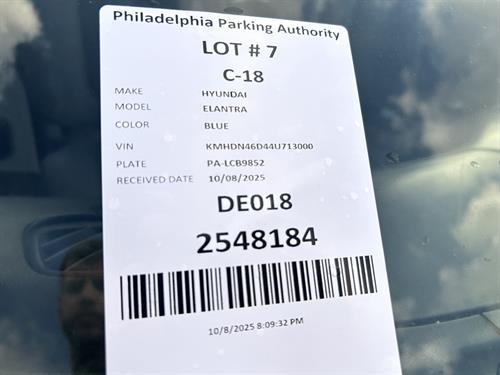 Philadelphia Parking Authority
LOT # 7
C-18
MAKE HYUNDAI
MODEL ELANTRA
COLOR BLUE
VIN KMHDN46D44U713000
PLATE PA-LCB9852
RECEIVED DATE 10/08/2025
DE018
2548184
10/8/2025 8:09:32 PM